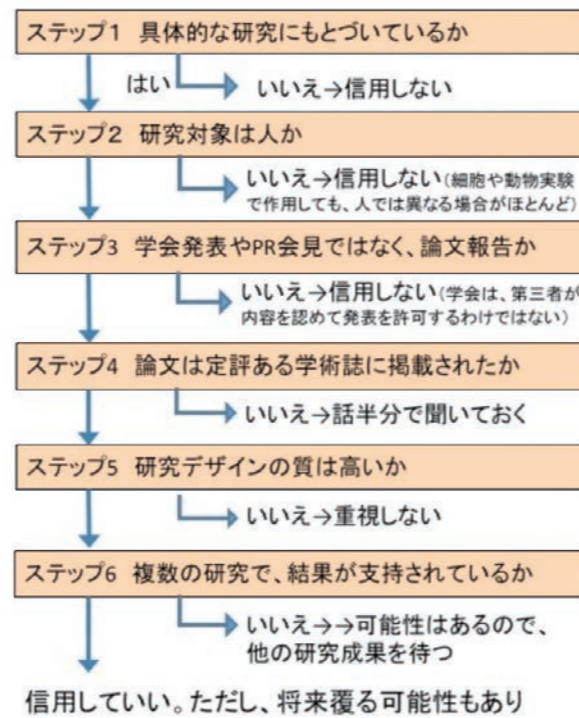 ステップ1 具体的な研究にもとづいているか
はい
いいえ→信用しない
ステップ2 研究対象は人か
いいえ→信用しない(細胞や動物実験
で作用しても、人では異なる場合がほとんど)
ステップ3 学会発表やPR会見ではなく、論文報告か
いいえ→信用しない(学会は、第三者が
内容を認めて発表を許可するわけではない)
ステップ4 論文は定評ある学術誌に掲載されたか
いいえ→話半分で聞いておく
ステップ5 研究デザインの質は高いか
いいえ→重視しない
ステップ6 複数の研究で、結果が支持されているか
いいえ→→可能性はあるので、
他の研究成果を待つ
信用していい。ただし、将来覆る可能性もあり